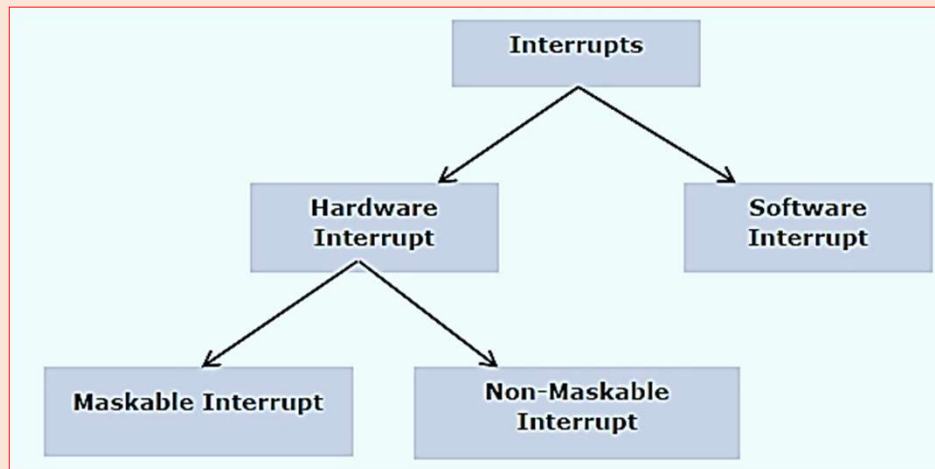 Interrupts
Hardware
Interrupt
Software
Interrupt
Maskable Interrupt
Non-Maskable
Interrupt